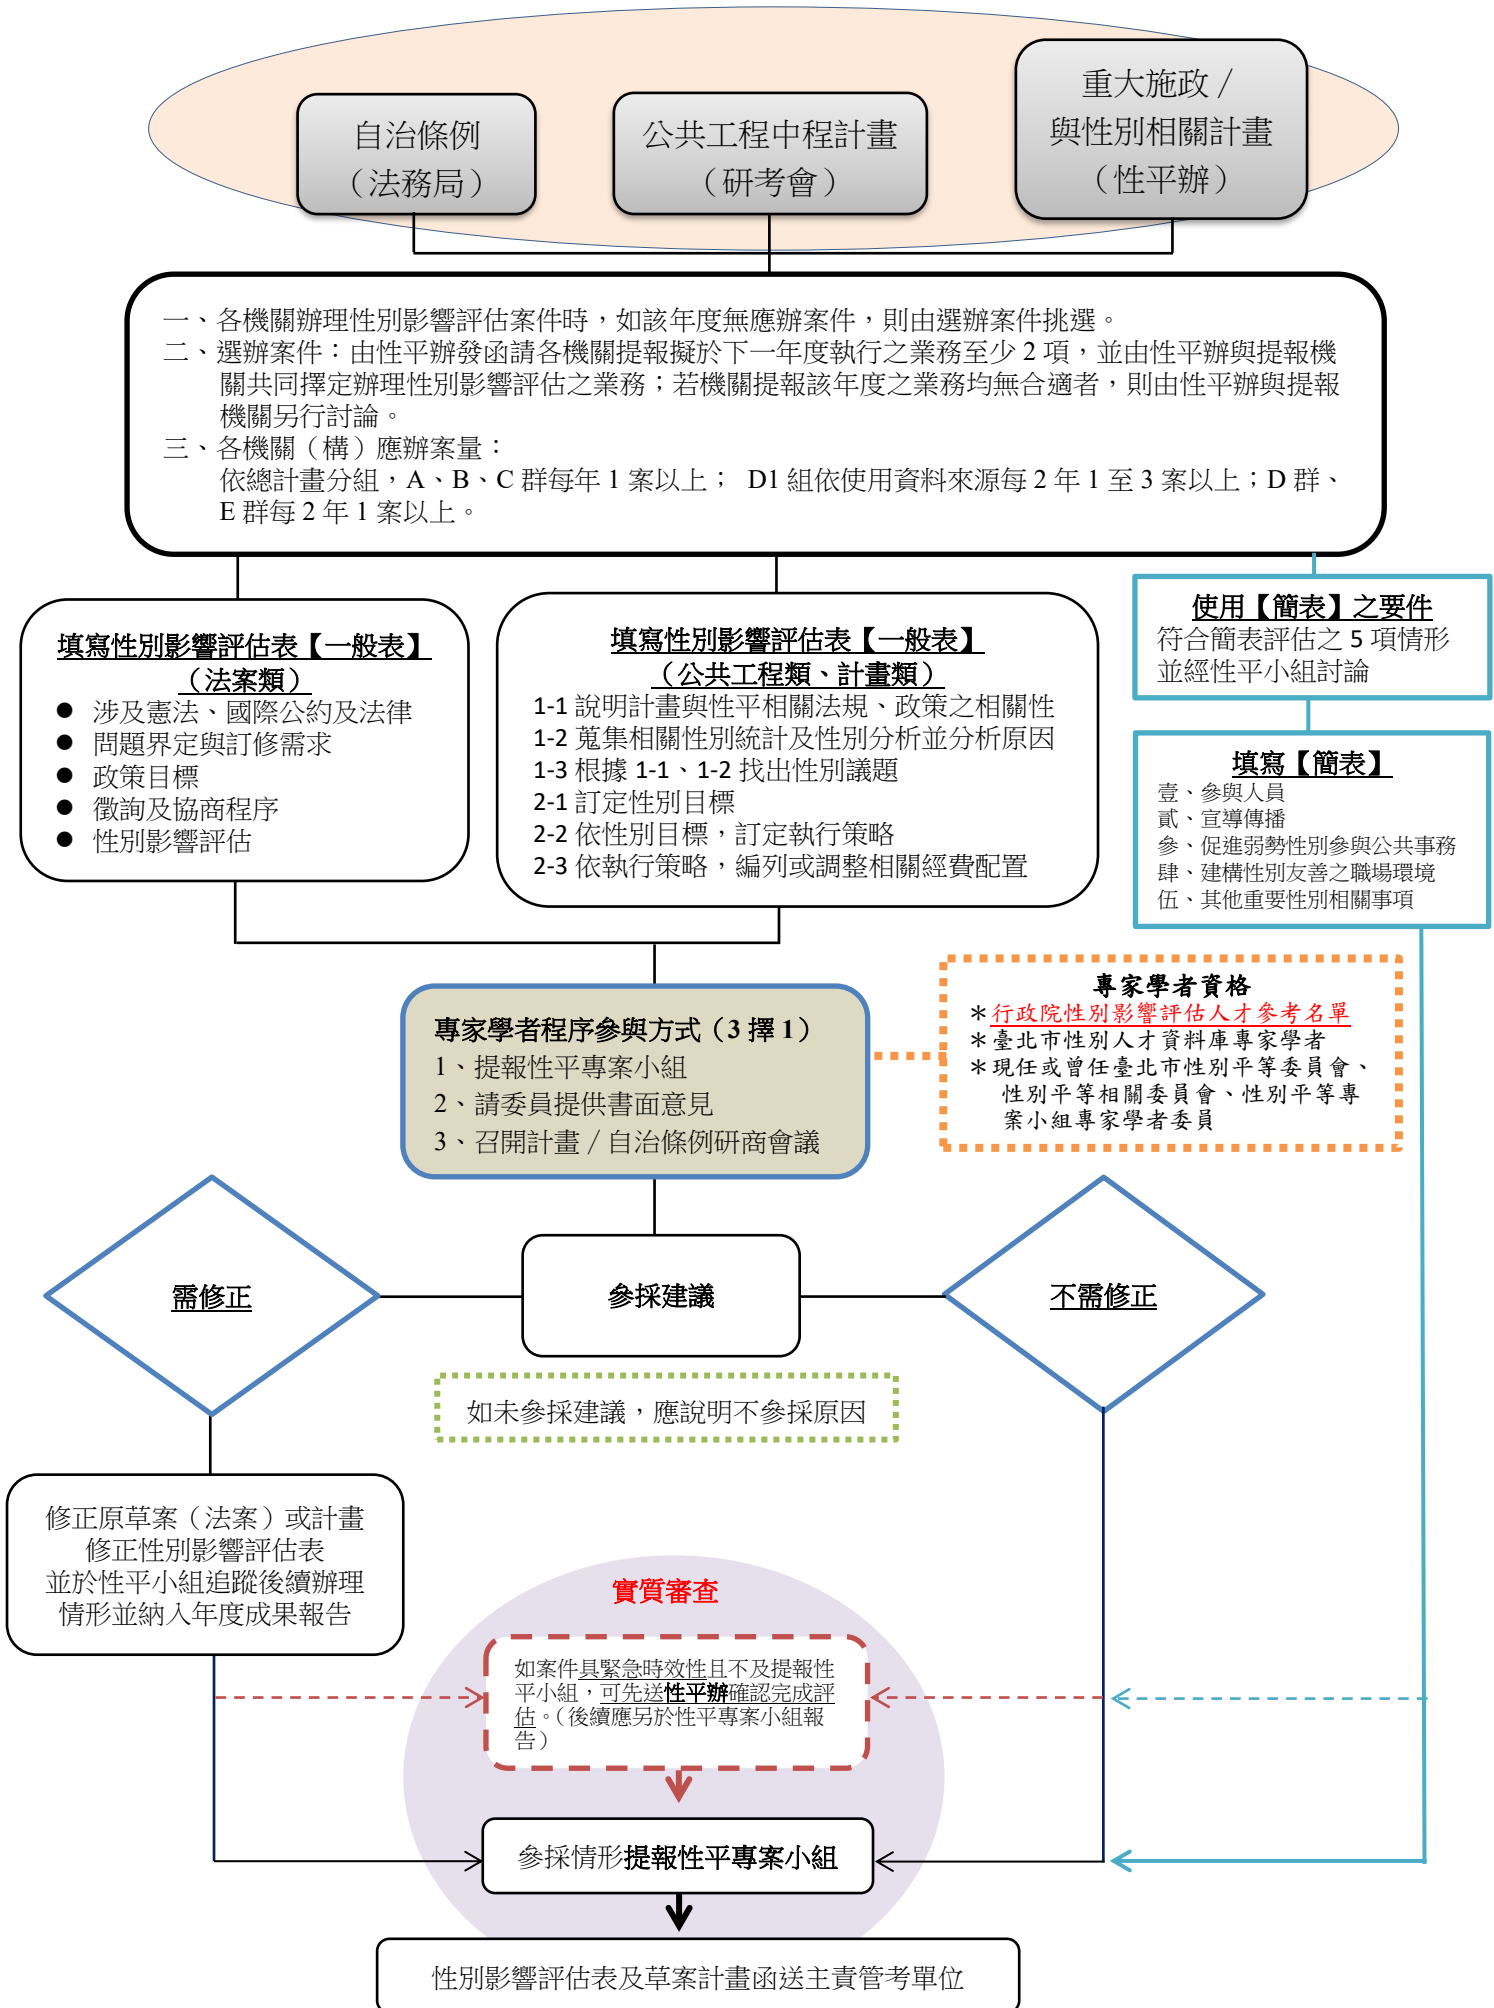 自治條例
（法務局）
公共工程中程計畫
（研考會）
重大施政／
與性別相關計畫
（性平辦）
一、各機關辦理性別影響評估案件時，如該年度無應辦案件，則由選辦案件挑選。
二、選辦案件：由性平辦發函請各機關提報擬於下一年度執行之業務至少 2 項，並由性平辦與提報機
關共同擇定辦理性別影響評估之業務；若機關提報該年度之業務均無合適者，則由性平辦與提報
機關另行討論。
三、各機關（構）應辦案量：
依總計畫分組，A、B、C 群每年 1 案以上； D1 組依使用資料來源每 2 年 1 至 3 案以上；D 群、
E 群每 2 年 1 案以上。
填寫性別影響評估表【一般表】
（法案類）
● 涉及憲法、國際公約及法律
● 問題界定與訂修需求
● 政策目標
● 徵詢及協商程序
● 性別影響評估
填寫性別影響評估表【一般表】
（公共工程類、計畫類）
1-1 說明計畫與性平相關法規、政策之相關性
1-2 蒐集相關性別統計及性別分析並分析原因
1-3 根據 1-1、1-2 找出性別議題
2-1 訂定性別目標
2-2 依性別目標，訂定執行策略
2-3 依執行策略，編列或調整相關經費配置
使用【簡表】之要件
符合簡表評估之 5 項情形
並經性平小組討論
填寫【簡表】
壹、參與人員
貳、宣導傳播
參、促進弱勢性別參與公共事務
肆、建構性別友善之職場環境
伍、其他重要性別相關事項
專家學者程序參與方式（3 擇 1）
1、提報性平專案小組
2、請委員提供書面意見
3、召開計畫／自治條例研商會議
專家學者資格
＊行政院性別影響評估人才參考名單
＊臺北市性別人才資料庫專家學者
＊現任或曾任臺北市性別平等委員會、
性別平等相關委員會、性別平等專
案小組專家學者委員
需修正
參採建議
不需修正
如未參採建議，應說明不參採原因
修正原草案（法案）或計畫
修正性別影響評估表
並於性平小組追蹤後續辦理
情形並納入年度成果報告
實質審查
如案件具緊急時效性且不及提報性
平小組，可先送性平辦確認完成評
估。（後續應另於性平專案小組報
告）
參採情形提報性平專案小組
性別影響評估表及草案計畫函送主責管考單位